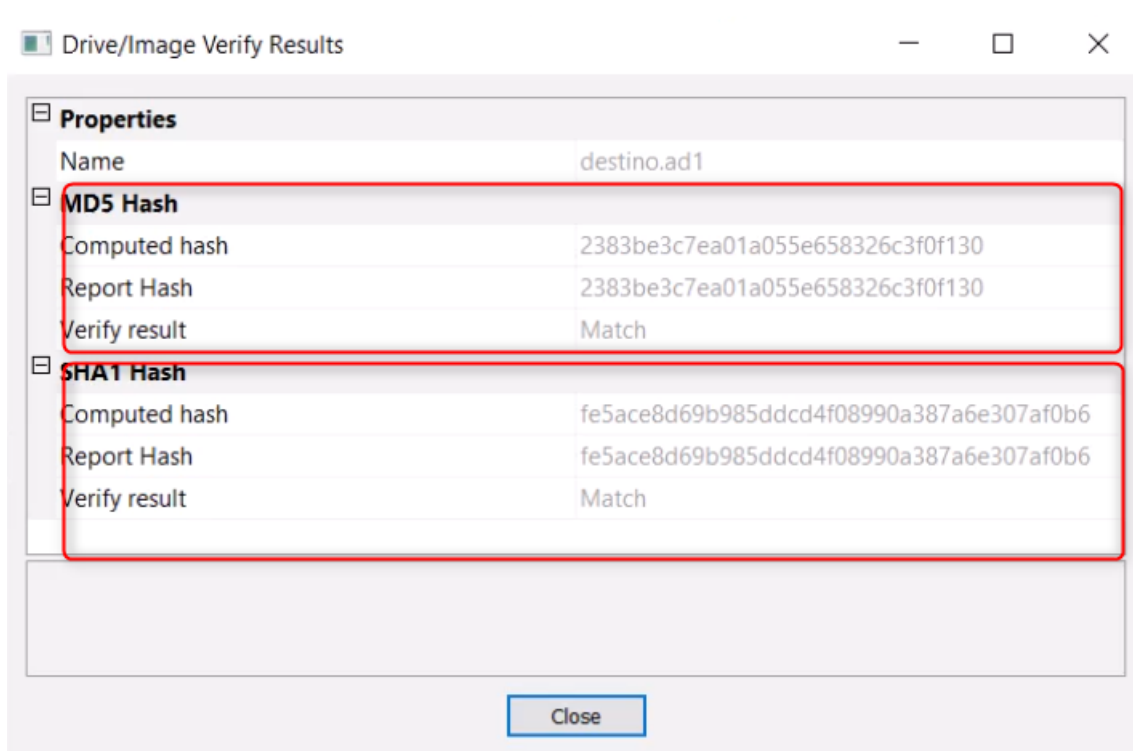 Drive/Image Verify Results
Properties
Name destino.ad1
MD5 Hash
Computed hash 2383be3c7ea01a055e658326c3f0f130
Report Hash 2383be3c7ea01a055e658326c3f0f130
Verify result Match
SHA1 Hash
Computed hash fe5ace8d69b985ddcd4f08990a387a6e307af0b6
Report Hash fe5ace8d69b985ddcd4f08990a387a6e307af0b6
Verify result Match
Close